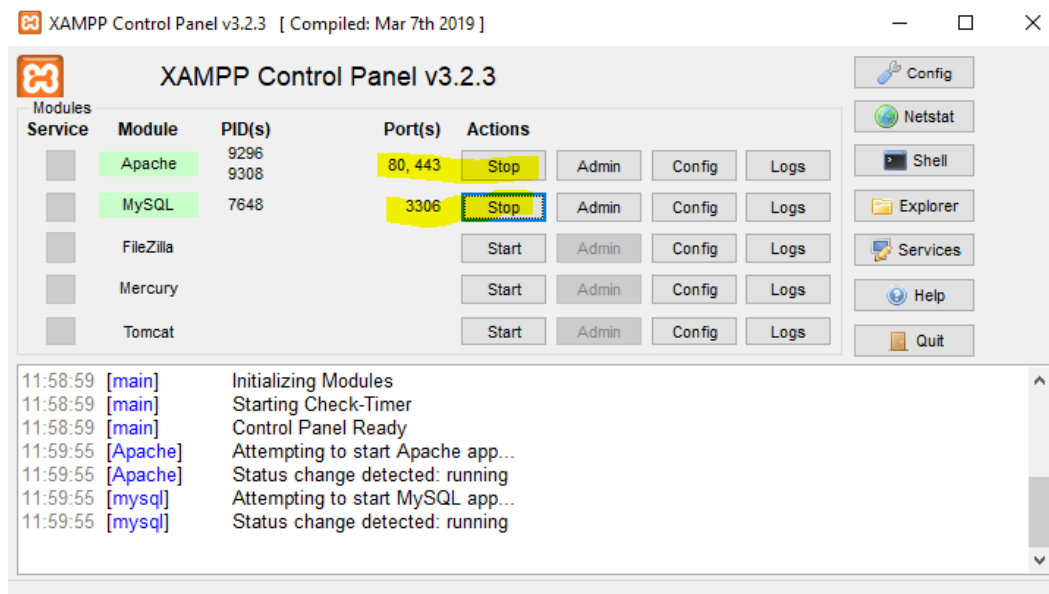 XAMPP Control Panel v3.2.3 [ Compiled: Mar 7th 2019 ]
XAMPP Control Panel v3.2.3
Config
Modules
Service Module PID(s) Port(s) Actions
Netstat
Apache 9296 9308 80, 443 Stop Admin Config Logs
Shell
MySQL 7648 3306 Stop Admin Config Logs
Explorer
FileZilla Start Admin Config Logs
Services
Mercury Start Admin Config Logs
Help
Tomcat Start Admin Config Logs
Quit
11:58:59 [main] Initializing Modules
11:58:59 [main] Starting Check-Timer
11:58:59 [main] Control Panel Ready
11:59:55 [Apache] Attempting to start Apache app...
11:59:55 [Apache] Status change detected: running
11:59:55 [mysql] Attempting to start MySQL app...
11:59:55 [mysql] Status change detected: running